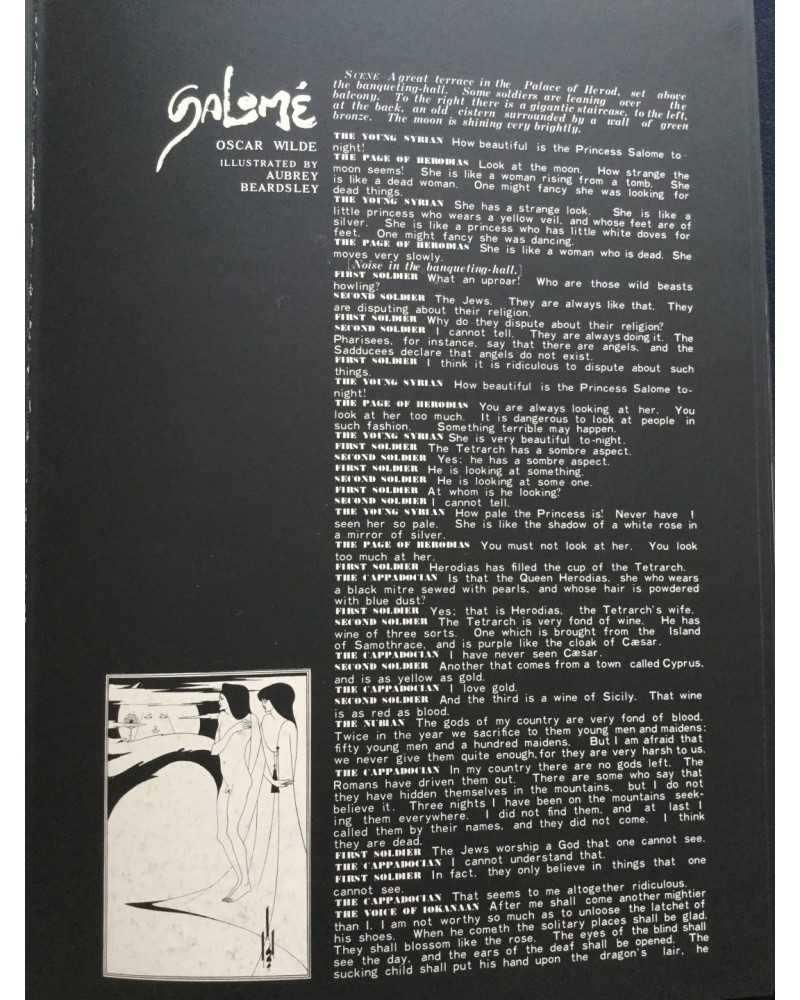 Salomé
OSCAR WILDE
ILLUSTRATED BY
AUBREY
BEARDSLEY
SCENE–A great terrace in the Palace of Herod, set above
the banqueting-hall. Some soldiers are leaning over the
balcony. To the right there is a gigantic staircase, to the left,
at the back, an old cistern surrounded by a wall of green
bronze. The moon is shining very brightly.
THE YOUNG SYRIAN How beautiful is the Princess Salome to-
night!
THE PAGE OF HERODIAS Look at the moon. How strange the
moon seems! She is like a woman rising from a tomb. She
is like a dead woman. One might fancy she was looking for
dead things.
THE YOUNG SYRIAN She has a strange look. She is like a
little princess who wears a yellow veil, and whose feet are of
silver. She is like a princess who has little white doves for
feet. One might fancy she was dancing.
THE PAGE OF HERODIAS She is like a woman who is dead. She
moves very slowly.
[Noise in the banqueting-hall.]
FIRST SOLDIER What an uproar! Who are those wild beasts
howling?
SECOND SOLDIER The Jews. They are always like that. They
are disputing about their religion.
FIRST SOLDIER Why do they dispute about their religion?
SECOND SOLDIER I cannot tell. They are always doing it. The
Pharisees, for instance, say that there are angels, and the
Sadducees declare that angels do not exist.
FIRST SOLDIER I think it is ridiculous to dispute about such
things.
THE YOUNG SYRIAN How beautiful is the Princess Salome to-
night!
THE PAGE OF HERODIAS You are always looking at her. You
look at her too much. It is dangerous to look at people in
such fashion. Something terrible may happen.
THE YOUNG SYRIAN She is very beautiful to-night.
FIRST SOLDIER The Tetrarch has a sombre aspect.
SECOND SOLDIER Yes; he has a sombre aspect.
FIRST SOLDIER He is looking at something.
SECOND SOLDIER He is looking at some one.
FIRST SOLDIER At whom is he looking?
SECOND SOLDIER I cannot tell.
THE YOUNG SYRIAN How pale the Princess is! Never have I
seen her so pale. She is like the shadow of a white rose in
a mirror of silver.
THE PAGE OF HERODIAS You must not look at her. You look
too much at her.
FIRST SOLDIER Herodias has filled the cup of the Tetrarch.
THE CAPPADOCIAN Is that the Queen Herodias, she who wears
a black mitre sewed with pearls, and whose hair is powdered
with blue dust?
FIRST SOLDIER Yes; that is Herodias, the Tetrarch's wife.
SECOND SOLDIER The Tetrarch is very fond of wine. He has
wine of three sorts. One which is brought from the Island
of Samothrace, and is purple like the cloak of Cæsar.
THE CAPPADOCIAN I have never seen Cæsar.
SECOND SOLDIER Another that comes from a town called Cyprus,
and is as yellow as gold.
THE CAPPADOCIAN I love gold.
SECOND SOLDIER And the third is a wine of Sicily. That wine
is as red as blood.
THE NUBIAN The gods of my country are very fond of blood.
Twice in the year we sacrifice to them young men and maidens:
fifty young men and a hundred maidens. But I am afraid that
we never give them quite enough, for they are very harsh to us.
THE CAPPADOCIAN In my country there are no gods left. The
Romans have driven them out. There are some who say that
they have hidden themselves in the mountains, but I do not
believe it. Three nights I have been on the mountains seek-
ing them everywhere. I did not find them, and at last I
called them by their names, and they did not come. I think
they are dead.
FIRST SOLDIER The Jews worship a God that one cannot see.
THE CAPPADOCIAN I cannot understand that.
FIRST SOLDIER In fact, they only believe in things that one
cannot see.
THE CAPPADOCIAN That seems to me altogether ridiculous.
THE VOICE OF IOKANAAN After me shall come another mightier
than I. I am not worthy so much as to unloose the latchet of
his shoes. When he cometh the solitary places shall be glad.
They shall blossom like the rose. The eyes of the blind shall
see the day, and the ears of the deaf shall be opened. The
sucking child shall put his hand upon the dragon's lair, he